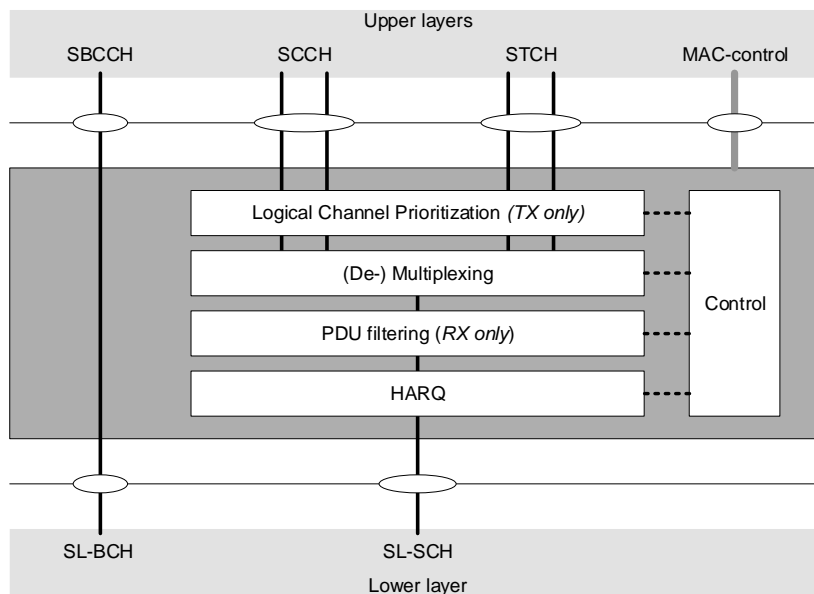 Upper layers
SBCCH
SCCH
STCH
MAC-control
Logical Channel Prioritization (TX only)
(De-) Multiplexing
PDU filtering (RX only)
HARQ
Control
SL-BCH
SL-SCH
Lower layer